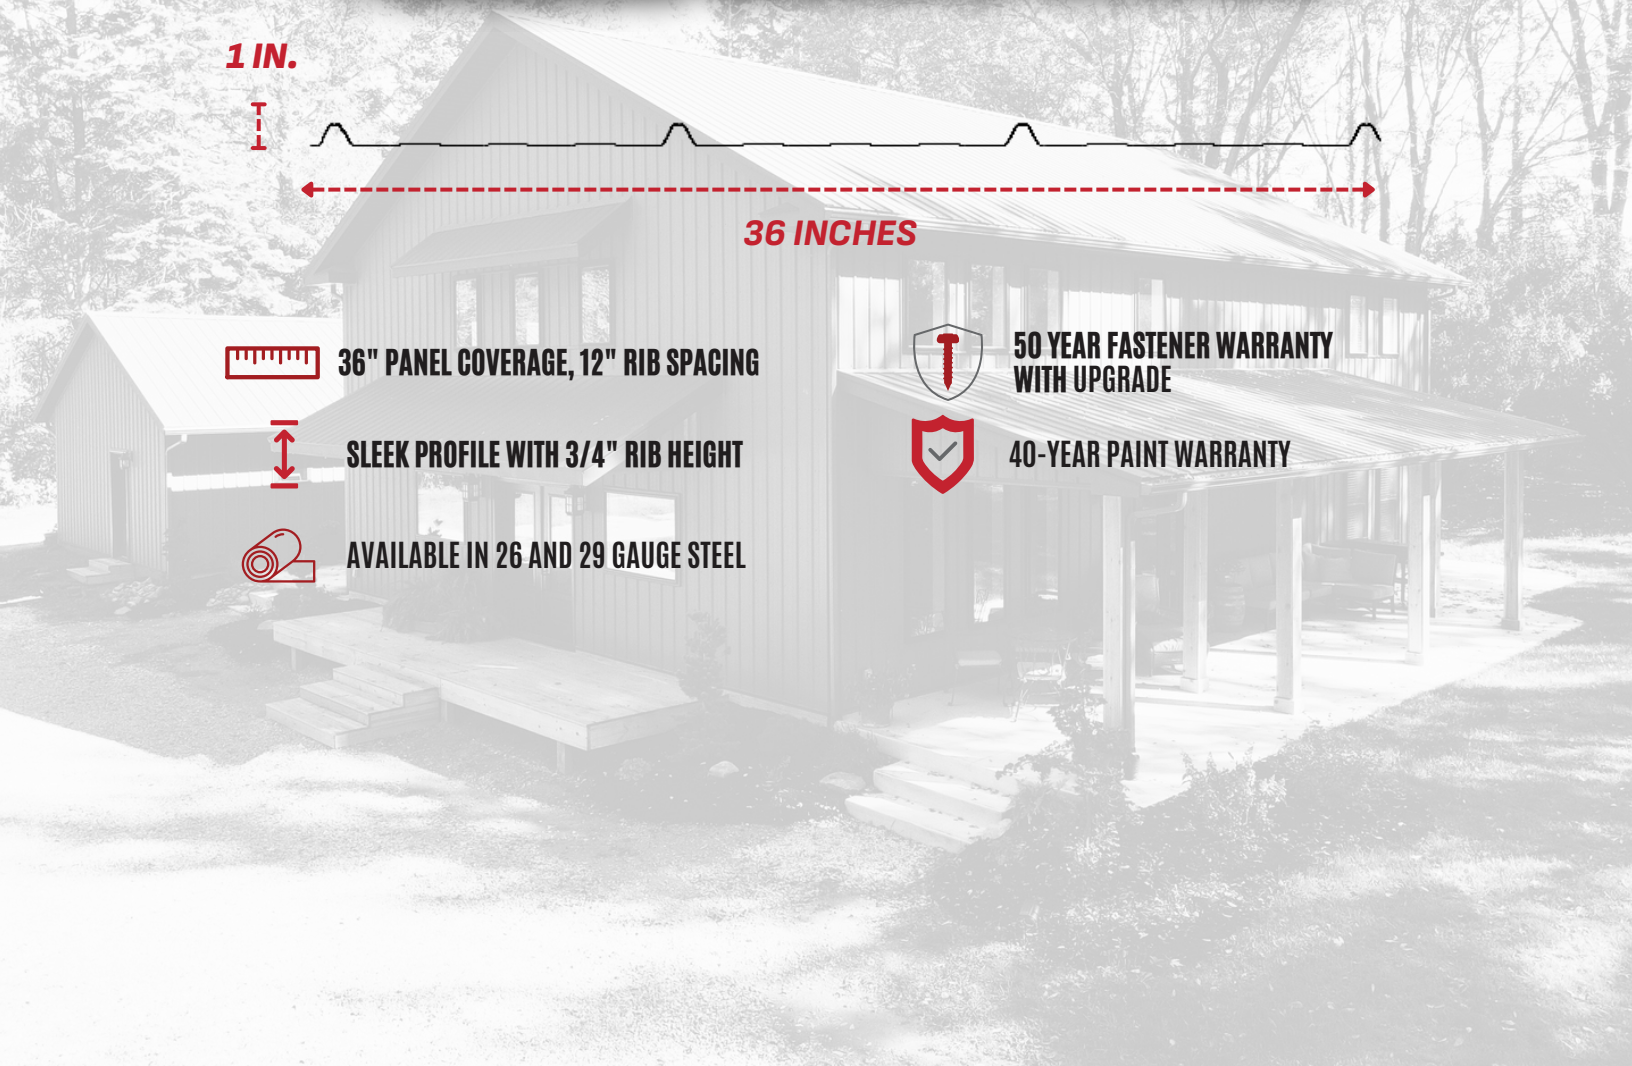 1 IN.
36 INCHES
36" PANEL COVERAGE, 12" RIB SPACING
SLEEK PROFILE WITH 3/4" RIB HEIGHT
AVAILABLE IN 26 AND 29 GAUGE STEEL
50 YEAR FASTENER WARRANTY
WITH UPGRADE
40-YEAR PAINT WARRANTY